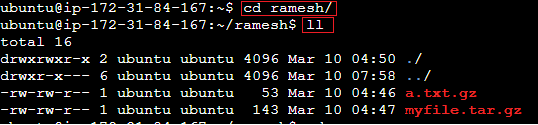 ubuntu@ip-172-31-84-167:~$ cd ramesh/
ubuntu@ip-172-31-84-167:~/ramesh$ ll
total 16
drwxrwxr-x 2 ubuntu ubuntu 4096 Mar 10 04:50 ./
drwxr-x--- 6 ubuntu ubuntu 4096 Mar 10 07:58 ../
-rw-rw-r-- 1 ubuntu ubuntu   53 Mar 10 04:46 a.txt.gz
-rw-rw-r-- 1 ubuntu ubuntu  143 Mar 10 04:47 myfile.tar.gz